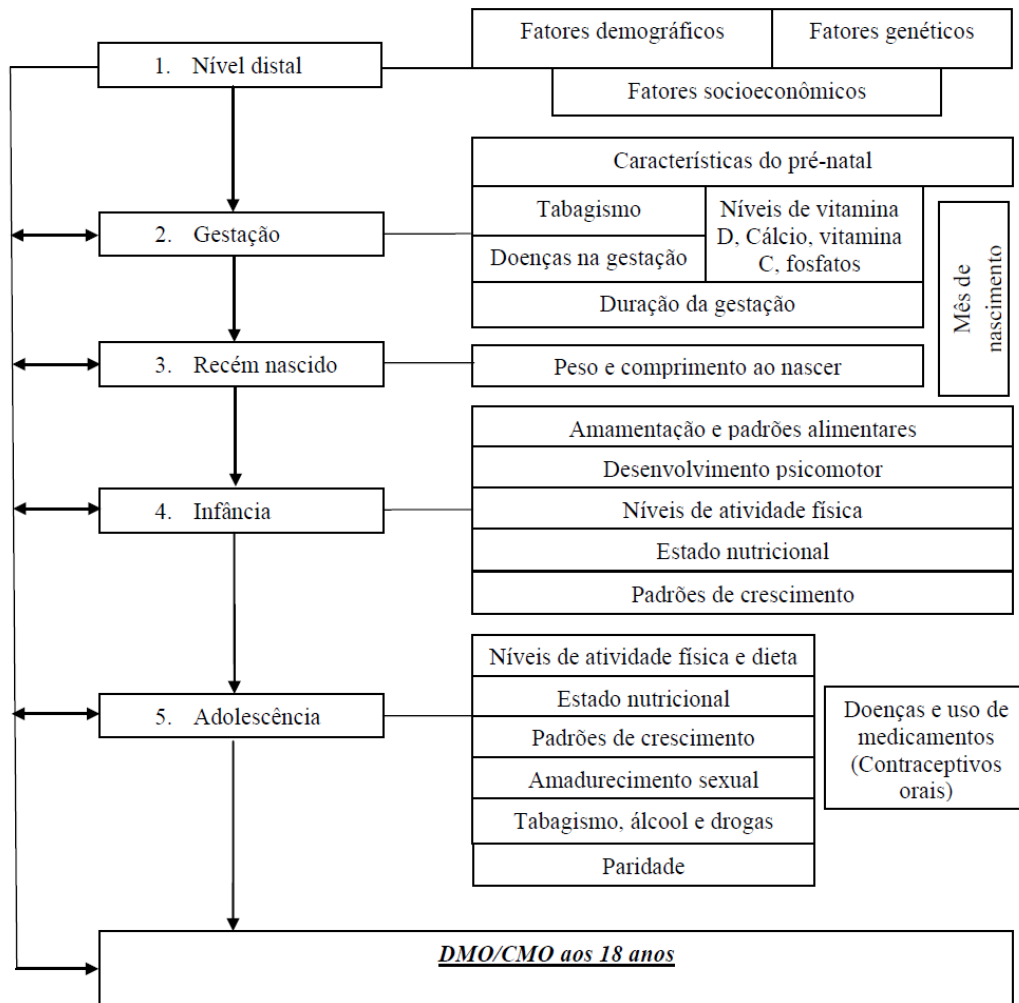 Fatores demográficos
Fatores genéticos
1. Nível distal
Fatores socioeconômicos
Características do pré-natal
Tabagismo
Níveis de vitamina
D, Cálcio, vitamina
C, fosfatos
2. Gestação
Doenças na gestação
Duração da gestação
Mês de
nascimento
3. Recém nascido
Peso e comprimento ao nascer
Amamentação e padrões alimentares
Desenvolvimento psicomotor
4. Infância
Níveis de atividade física
Estado nutricional
Padrões de crescimento
Níveis de atividade física e dieta
Estado nutricional
5. Adolescência
Padrões de crescimento
Amadurecimento sexual
Tabagismo, álcool e drogas
Paridade
Doenças e uso de
medicamentos
(Contraceptivos
orais)
DMO/CMO aos 18 anos